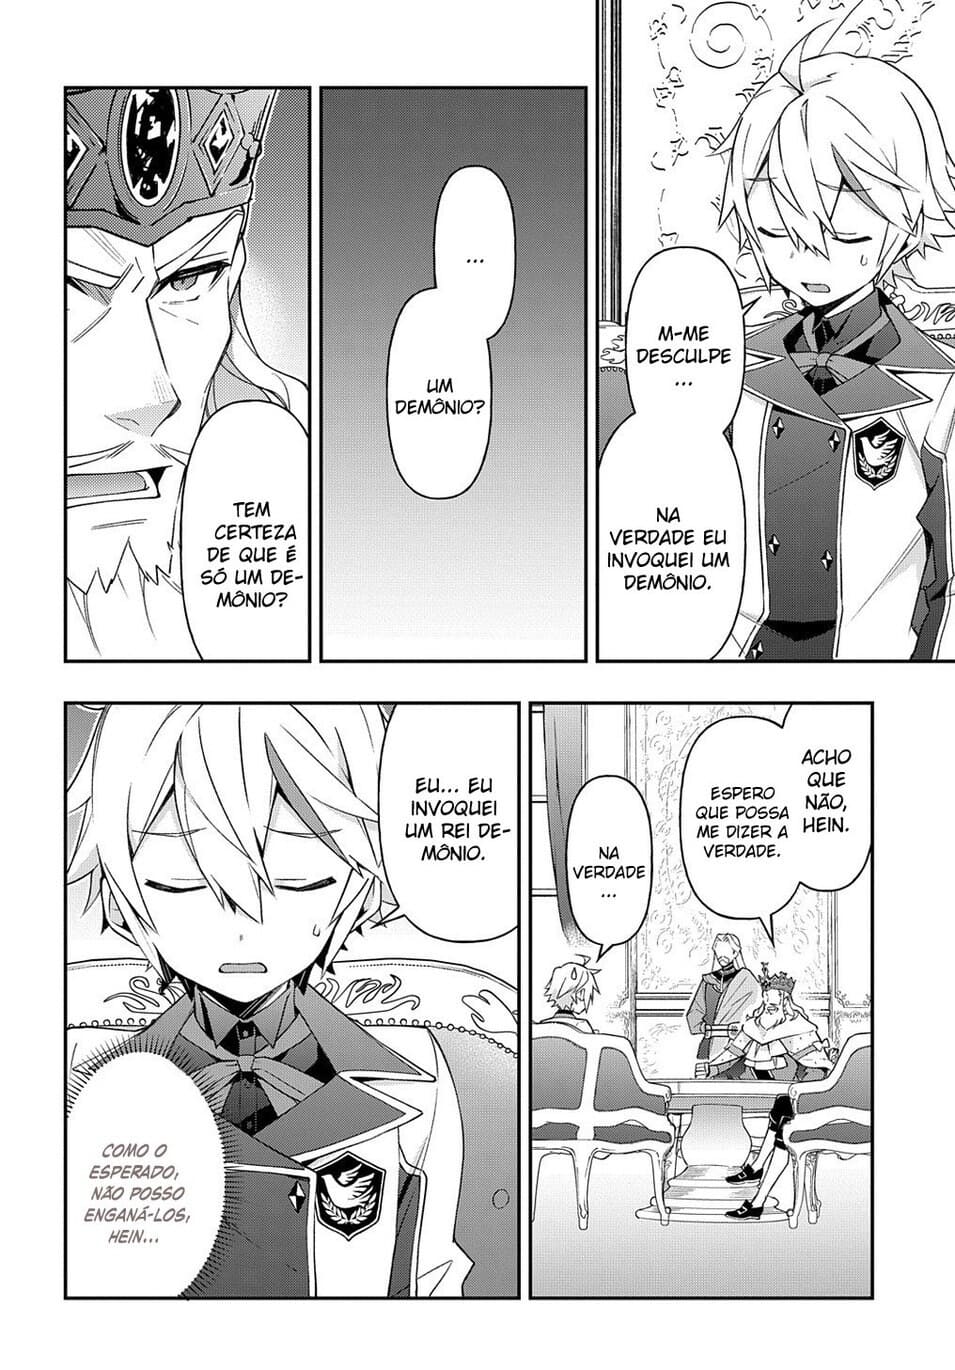 M-ME
DESCULPE
...
NA
VERDADE EU
INVOQUEI UM
DEMÔNIO.
...
UM
DEMÔNIO?
TEM
CERTEZA
DE QUE É
SÓ UM DE-
MÔNIO?
ACHO
QUE
NÃO,
HEIN.
ESPERO
QUE POSSA
ME DIZER A
VERDADE.
NA
VERDADE
...
EU... EU
INVOQUEI
UM REI DE-
MÔNIO.
COMO O
ESPERADO,
NÃO POSSO
ENGANÁ-LOS,
HEIN...